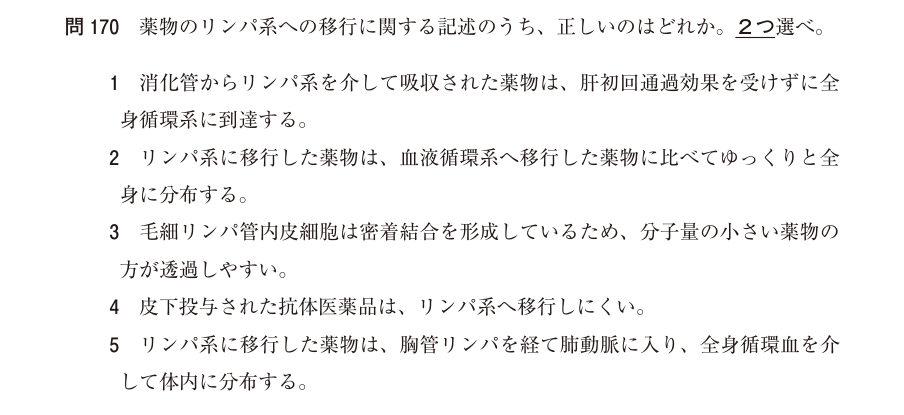 問 170　薬物のリンパ系への移行に関する記述のうち、正しいのはどれか。２つ選べ。
1　消化管からリンパ系を介して吸収された薬物は、肝初回通過効果を受けずに全
身循環系に到達する。
2　リンパ系に移行した薬物は、血液循環系へ移行した薬物に比べてゆっくりと全
身に分布する。
3　毛細リンパ管内皮細胞は密着結合を形成しているため、分子量の小さい薬物の
方が透過しやすい。
4　皮下投与された抗体医薬品は、リンパ系へ移行しにくい。
5　リンパ系に移行した薬物は、胸管リンパを経て肺動脈に入り、全身循環血を介
して体内に分布する。